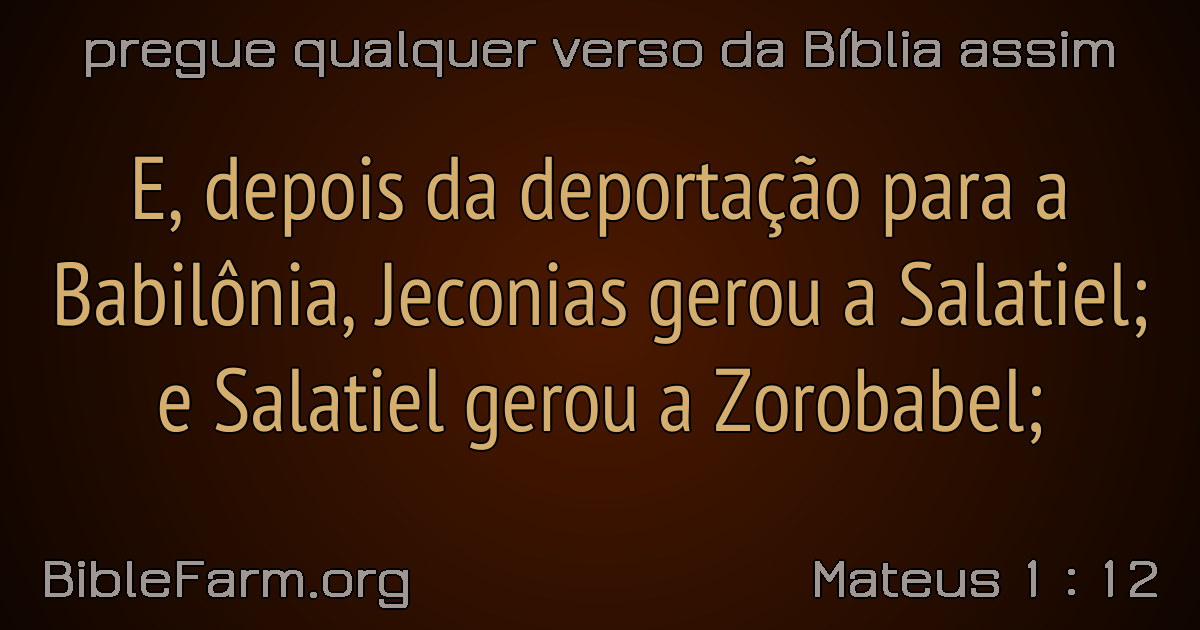 pregue qualquer verso da Bíblia assim
E, depois da deportação para a
Babilônia, Jeconias gerou a Salatiel;
e Salatiel gerou a Zorobabel;
BibleFarm.org
Mateus 1 : 12